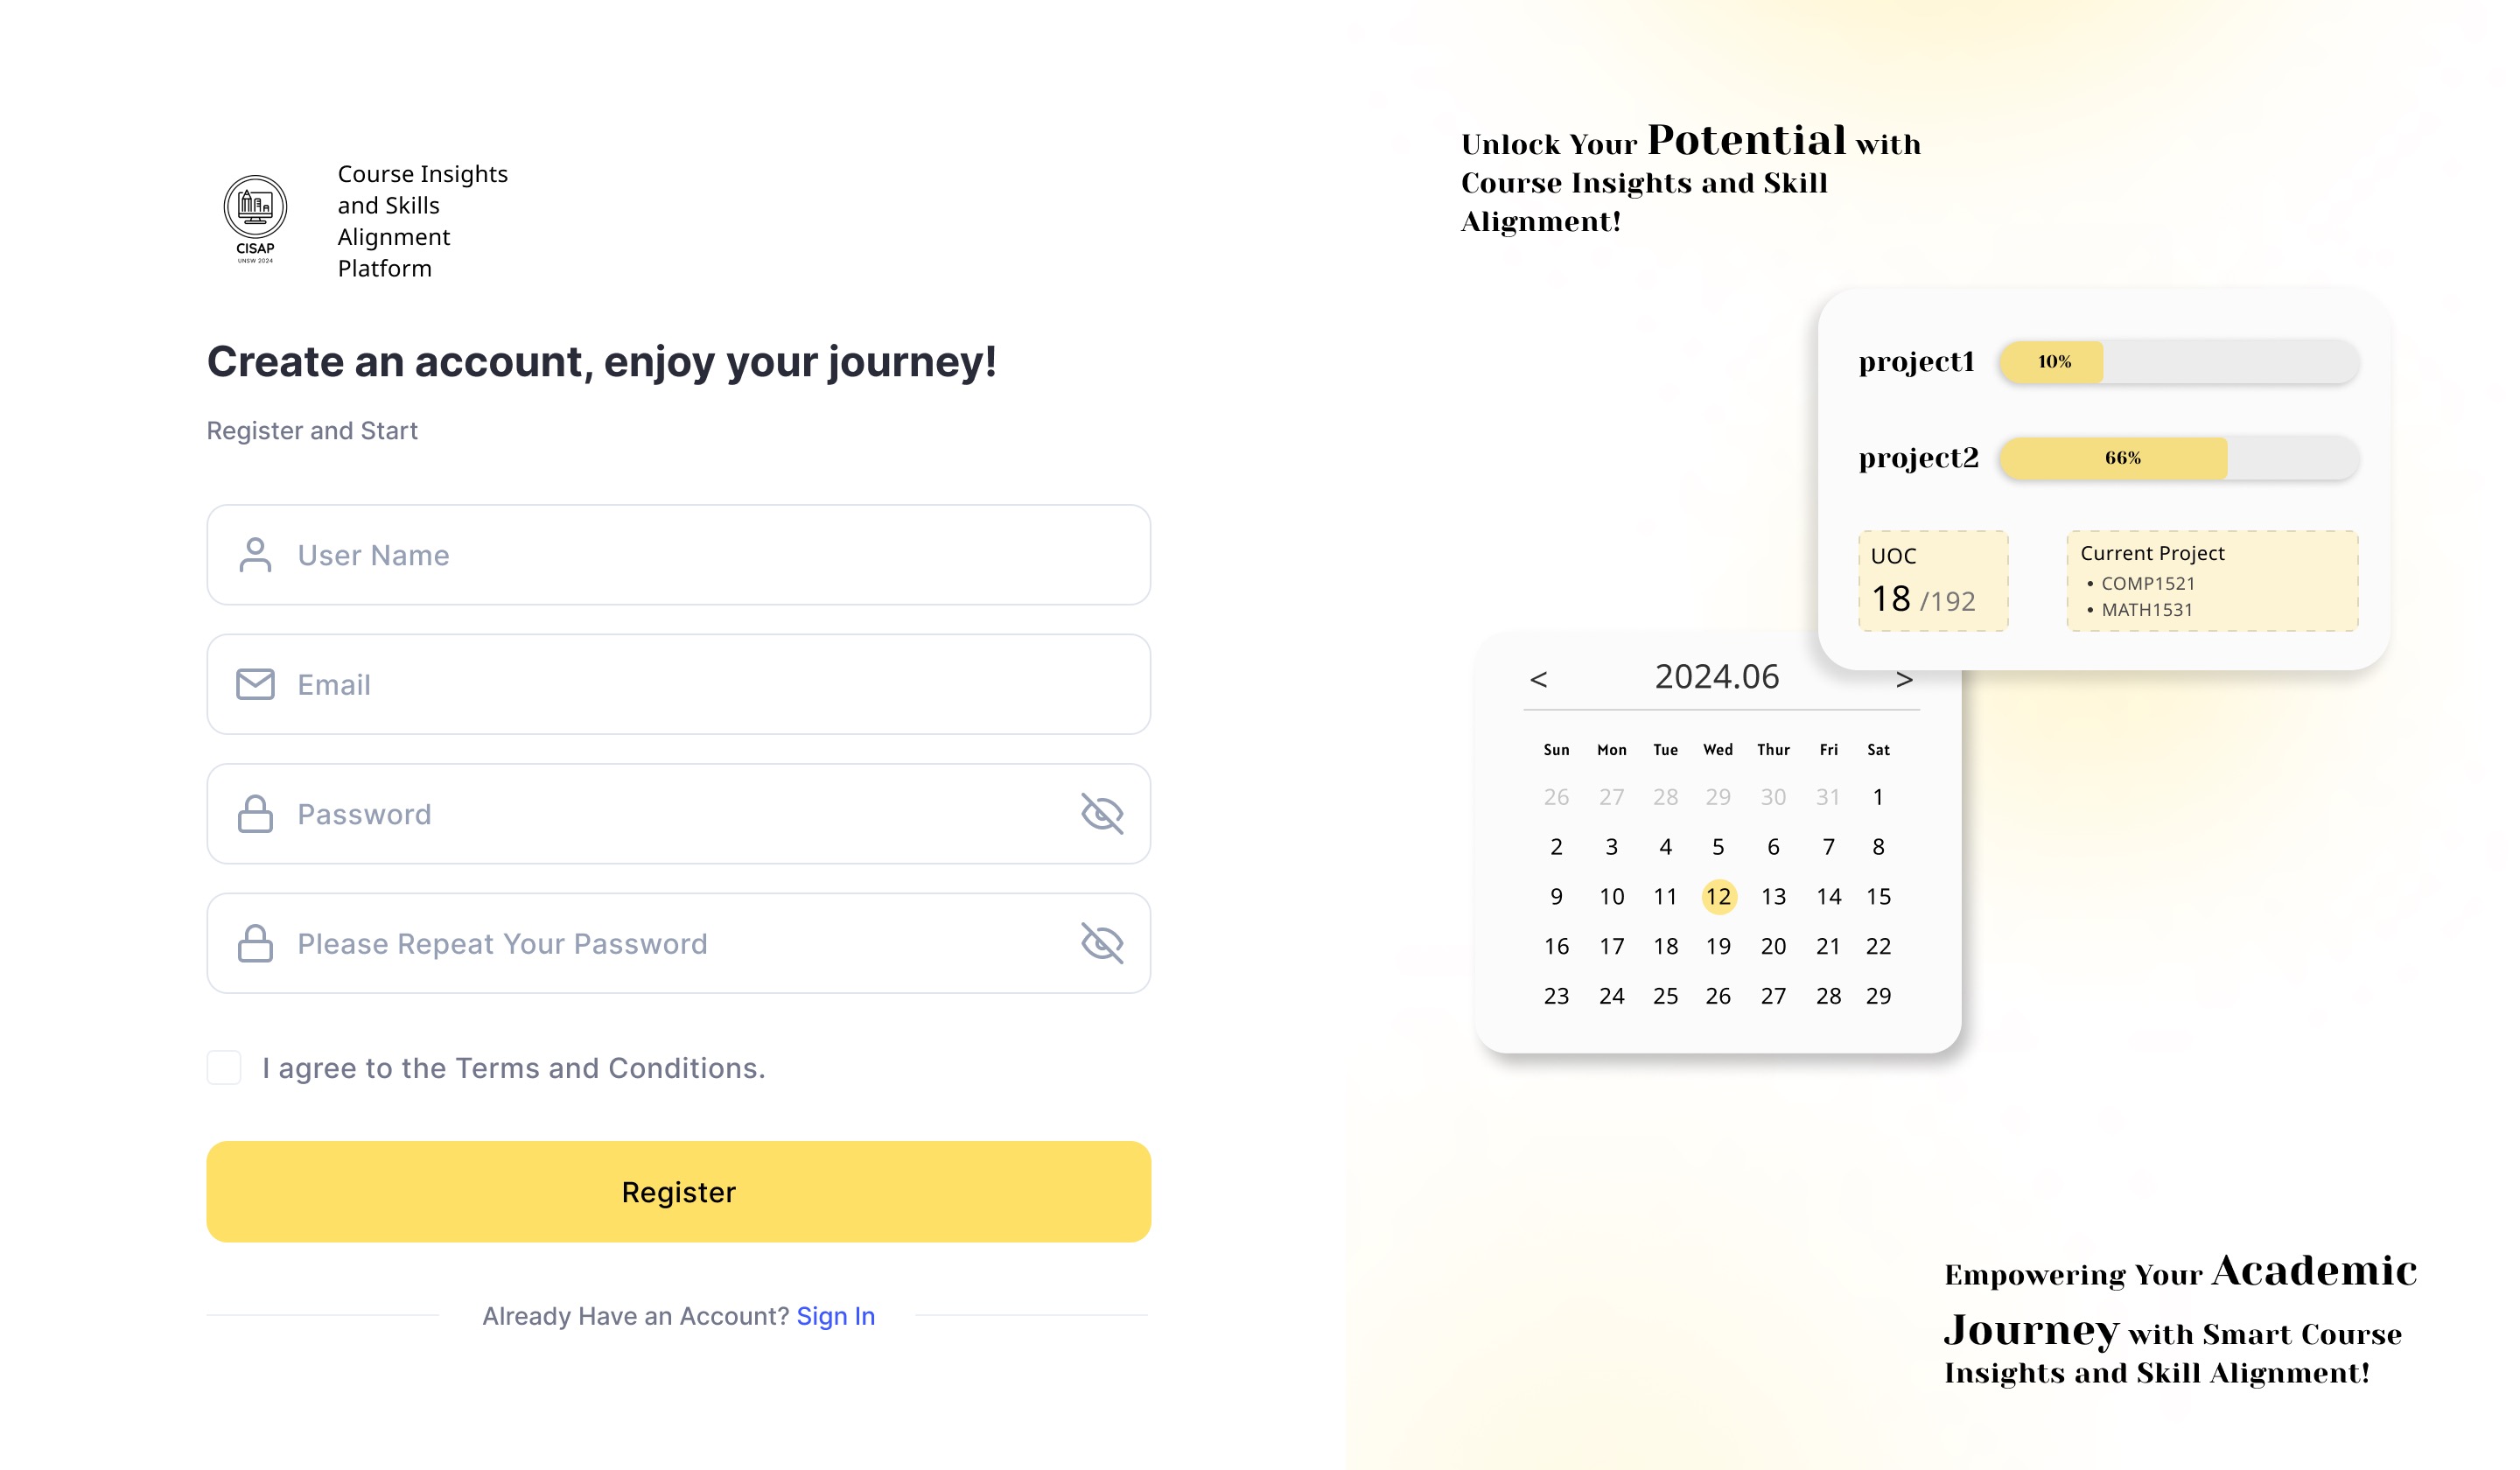 Course Insights
and Skills
Alignment
Platform
CISAP
UNSW 2024
Create an account, enjoy your journey!
Register and Start
User Name
Email
Password
Please Repeat Your Password
I agree to the Terms and Conditions.
Register
Already Have an Account? Sign In
Unlock Your Potential with
Course Insights and Skill
Alignment!
project1 10%
project2 66%
UOC
18 /192
Current Project
• COMP1521
• MATH1531
< 2024.06 >
Sun Mon Tue Wed Thur Fri Sat
26 27 28 29 30 31 1
2 3 4 5 6 7 8
9 10 11 12 13 14 15
16 17 18 19 20 21 22
23 24 25 26 27 28 29
Empowering Your Academic
Journey with Smart Course
Insights and Skill Alignment!